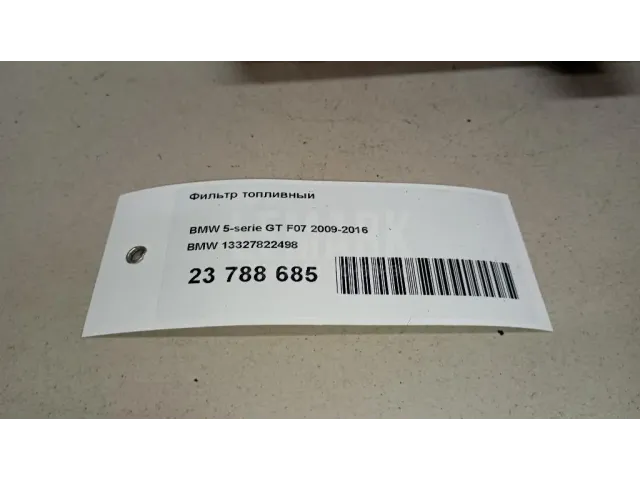 Фильтр топливный
BMW 5-serie GT F07 2009-2016
BMW 13327822498
23 788 685